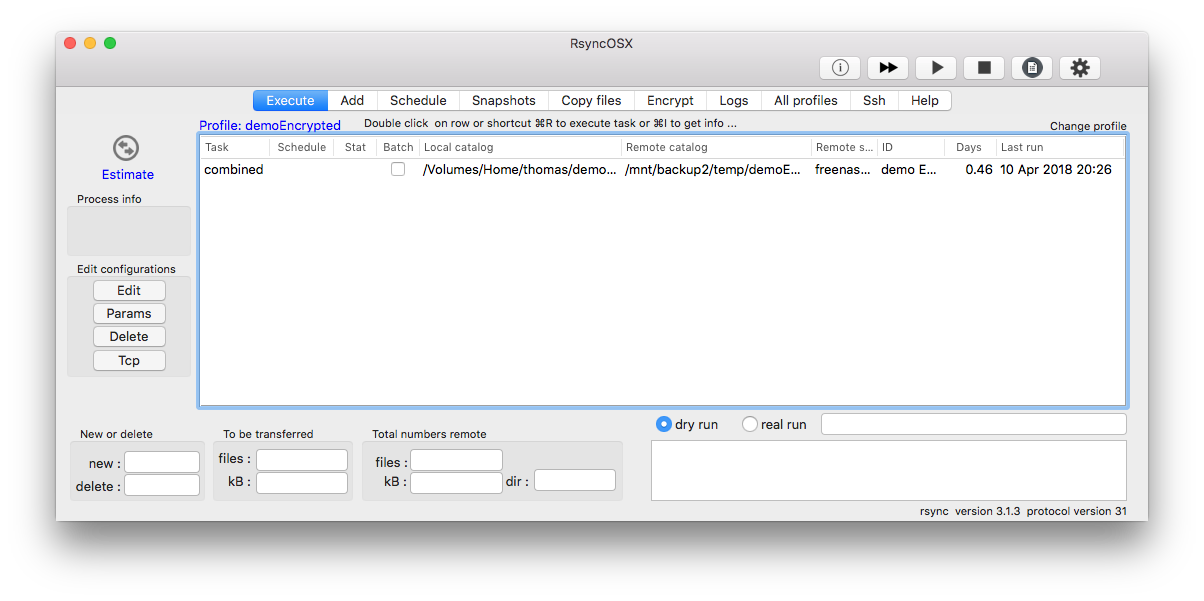 RsyncOSX
Execute Add Schedule Snapshots Copy files Encrypt Logs All profiles Ssh Help
Profile: demoEncrypted Double click on row or shortcut ⌘R to execute task or ⌘I to get info ... Change profile
Task Schedule Stat Batch Local catalog Remote catalog Remote s... ID Days Last run
combined /Volumes/Home/thomas/demo... /mnt/backup2/temp/demoE... freenas... demo E... 0.46 10 Apr 2018 20:26
Estimate
Process info
Edit configurations
Edit
Params
Delete
Tcp
dry run real run
New or delete To be transferred Total numbers remote
new : files : files :
delete : kB : kB : dir :
rsync version 3.1.3 protocol version 31